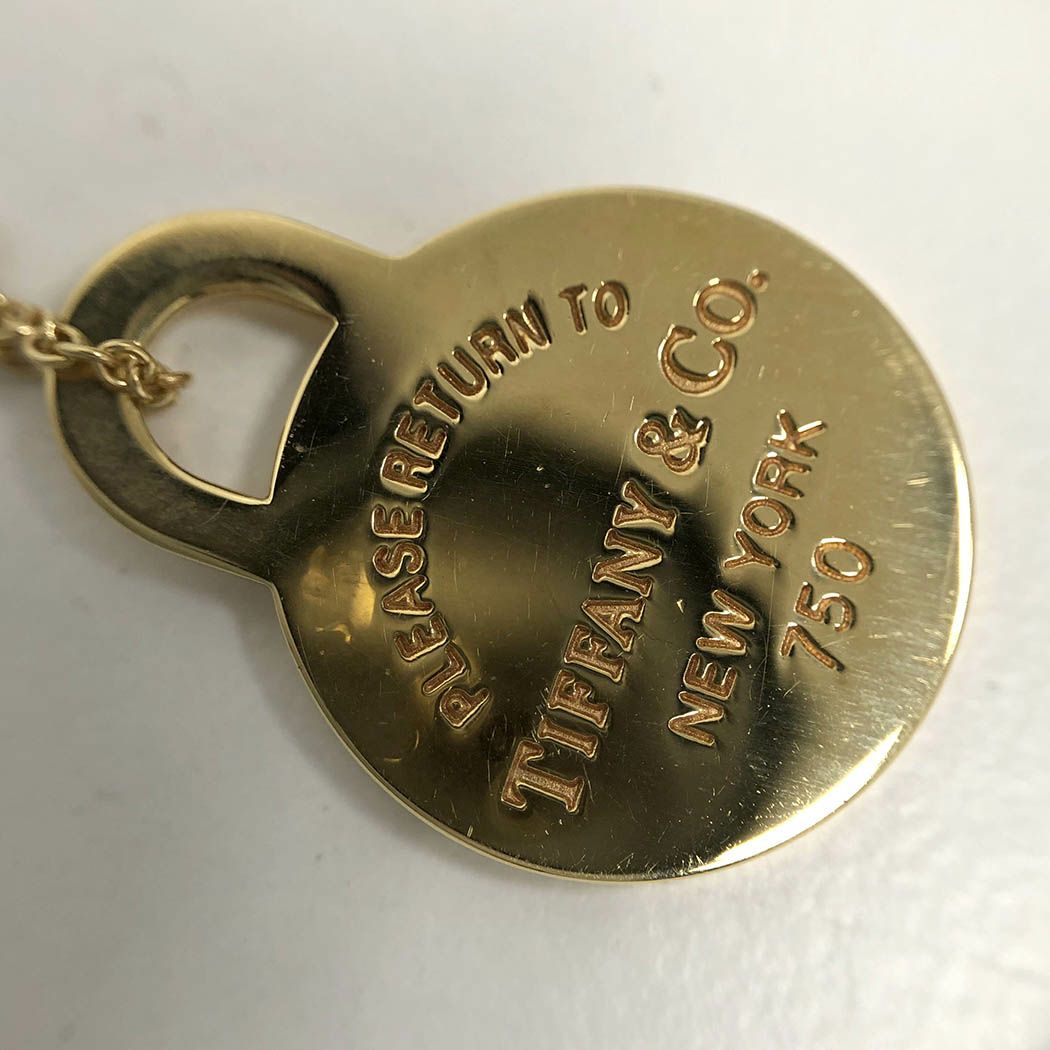 PLEASE RETURN TO
TIFFANY & CO.
NEW YORK
750